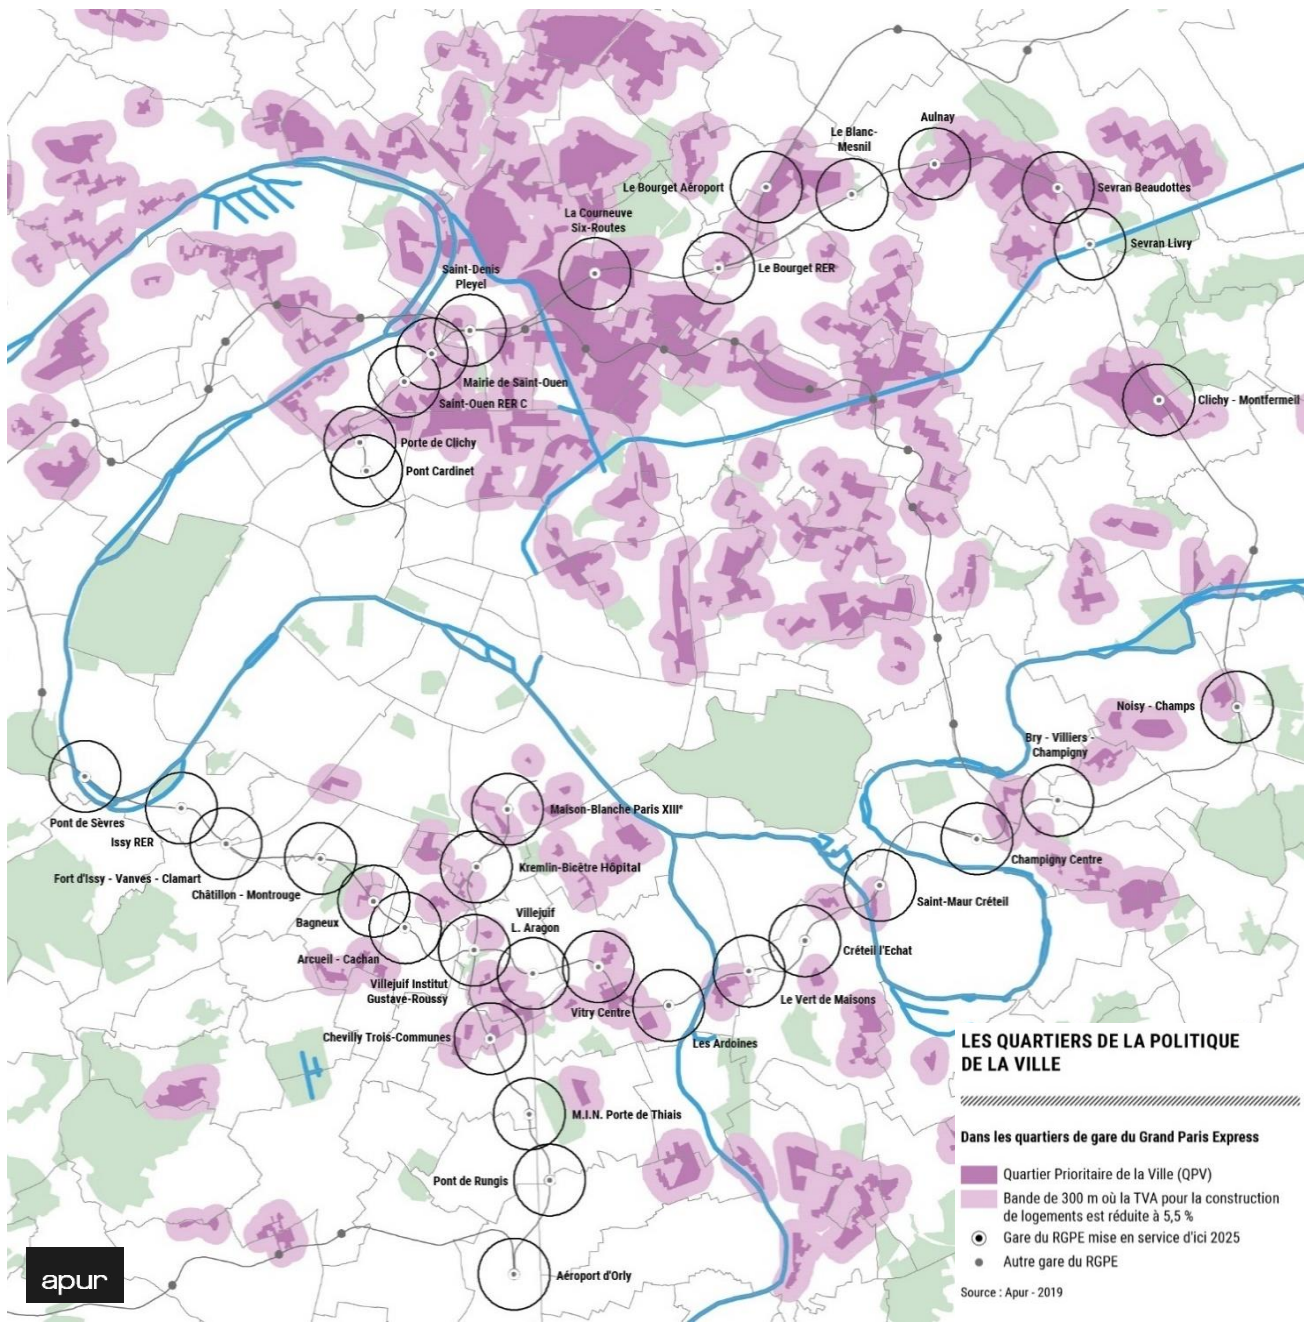 Aulnay
Le Blanc-
Mesnil
Le Bourget Aéroport
Sevran Beaudottes
La Courneuve
Six-Routes
Sevran Livry
Le Bourget RER
Saint-Denis
Pleyel
Mairie de Saint-Ouen
Saint-Ouen RER C
Clichy - Montfermeil
Porte de Clichy
Pont Cardinet
Noisy - Champs
Bry - Villiers -
Champigny
Pont de Sèvres
Maison-Blanche Paris XIIIᵉ
Issy RER
Champigny Centre
Kremlin-Bicêtre Hôpital
Fort d'Issy - Vanves - Clamart
Châtillon - Montrouge
Saint-Maur Créteil
Villejuif
L. Aragon
Bagneux
Créteil l'Echat
Arcueil - Cachan
Villejuif Institut
Gustave-Roussy
Le Vert de Maisons
Vitry Centre
Chevilly Trois-Communes
Les Ardoines
M.I.N. Porte de Thiais
Pont de Rungis
Aéroport d'Orly
LES QUARTIERS DE LA POLITIQUE
DE LA VILLE
Dans les quartiers de gare du Grand Paris Express
Quartier Prioritaire de la Ville (QPV)
Bande de 300 m où la TVA pour la construction
de logements est réduite à 5,5 %
Gare du RGPE mise en service d'ici 2025
Autre gare du RGPE
Source : Apur - 2019
apur